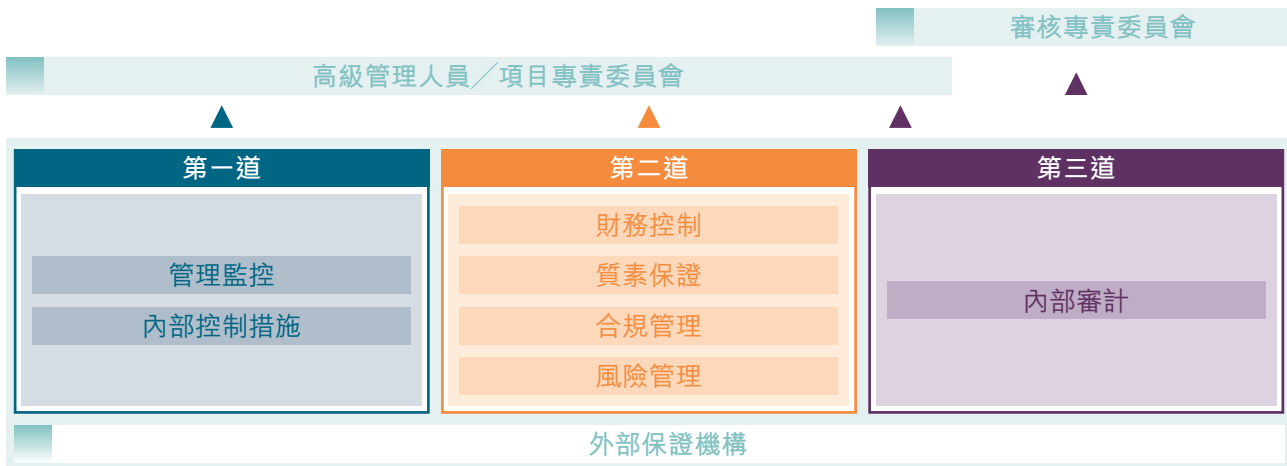 審核專責委員會
高級管理人員╱項目專責委員會
第一道
管理監控
內部控制措施
第二道
財務控制
質素保證
合規管理
風險管理
第三道
內部審計
外部保證機構